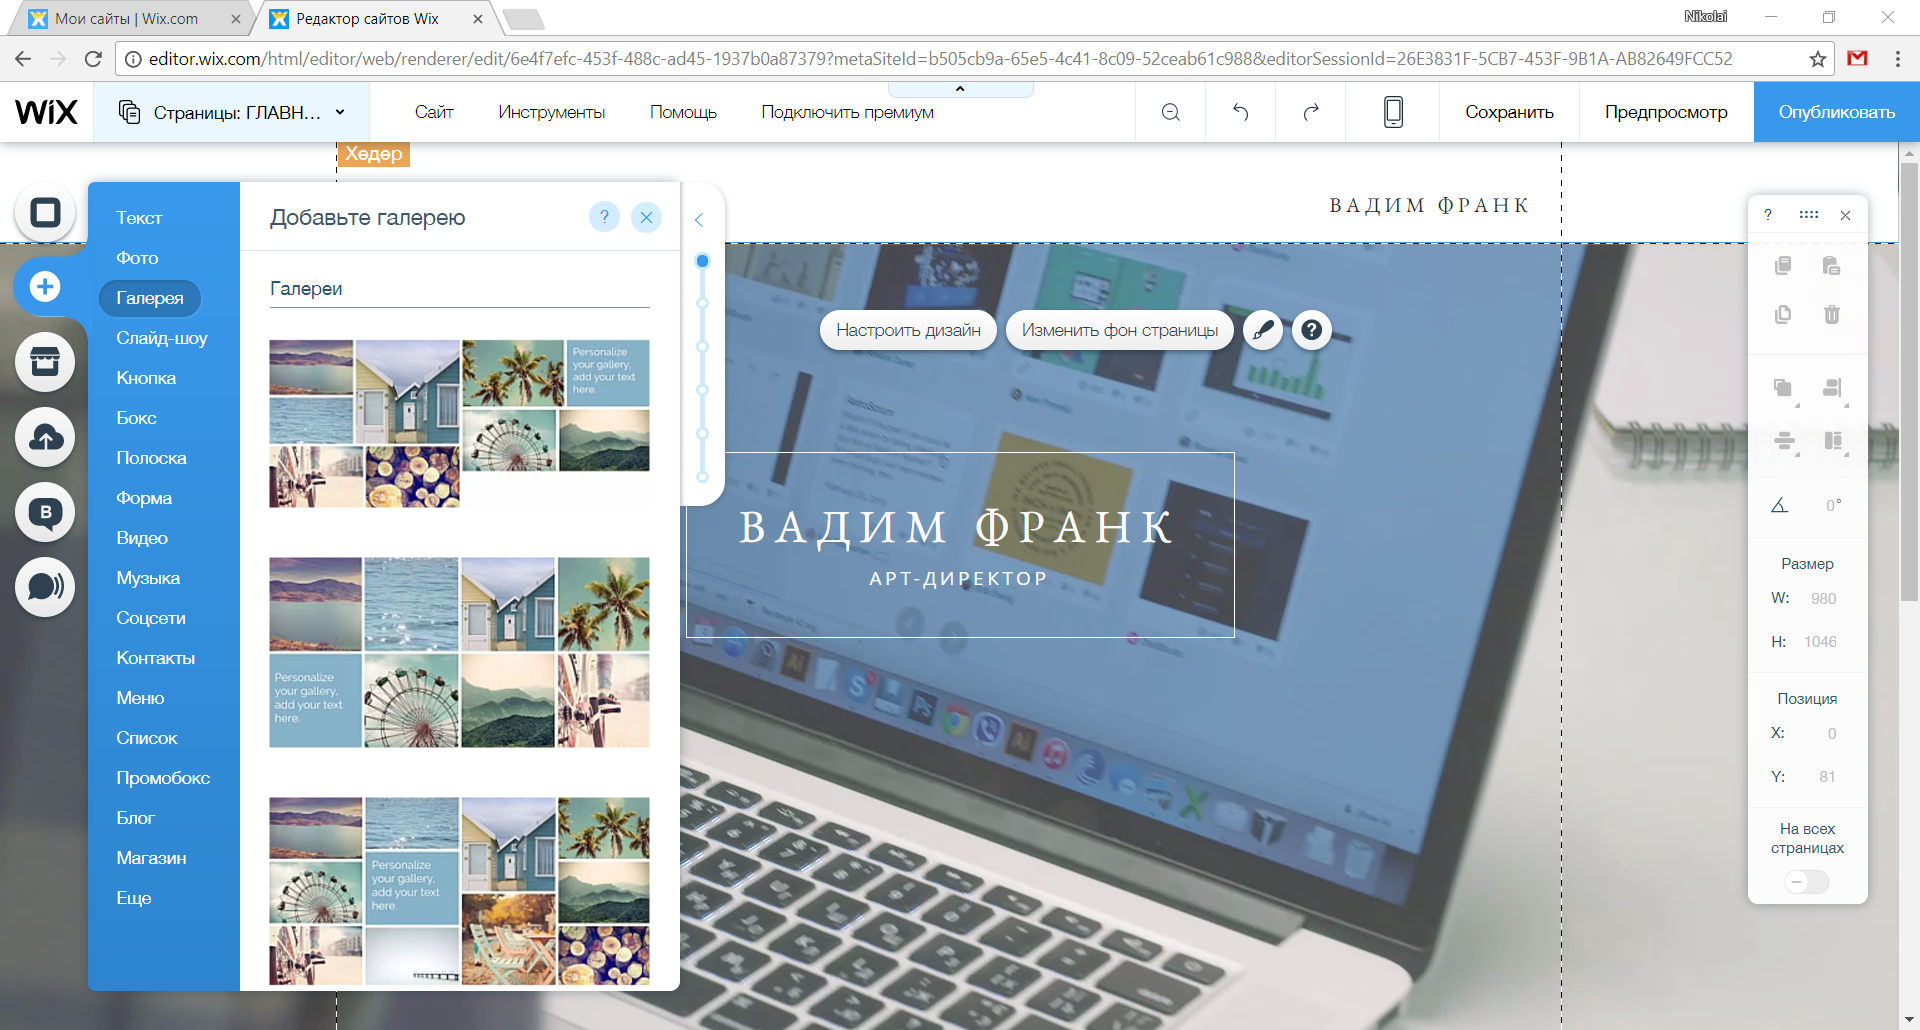 Мои сайты | Wix.com
Редактор сайтов Wix
Nikolai
editor.wix.com/html/editor/web/renderer/edit/6e4f7efc-453f-488c-ad45-1937b0a87379?metaSiteId=b505cb9a-65e5-4c41-8c09-52ceab61c988&editorSessionId=26E3831F-5CB7-453F-9B1A-AB82649FCC52
WiX
Страницы: ГЛАВН...
Сайт
Инструменты
Помощь
Подключить премиум
Сохранить
Предпросмотр
Опубликовать
Хедер
ВАДИМ ФРАНК
Текст
Фото
Галерея
Слайд-шоу
Кнопка
Бокс
Полоска
Форма
Видео
Музыка
Соцсети
Контакты
Меню
Список
Промобокс
Блог
Магазин
Еще
Добавьте галерею
?
Галереи
Personalize
your gallery,
add your text
here.
Personalize
your gallery,
add your text
here.
Personalize
your gallery,
add your text
here.
Настроить дизайн
Изменить фон страницы
?
ВАДИМ ФРАНК
АРТ-ДИРЕКТОР
B
?
0°
Размер
W: 980
H: 1046
Позиция
X: 0
Y: 81
На всех
страницах